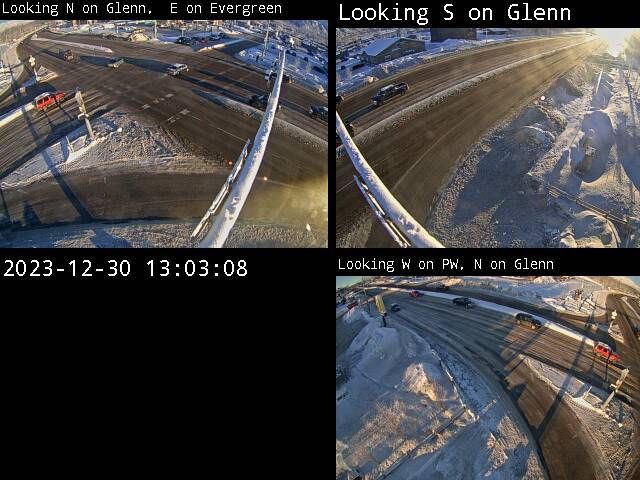 Looking N on Glenn,  E on Evergreen
Looking S on Glenn
2023-12-30 13:03:08
Looking W on PW, N on Glenn